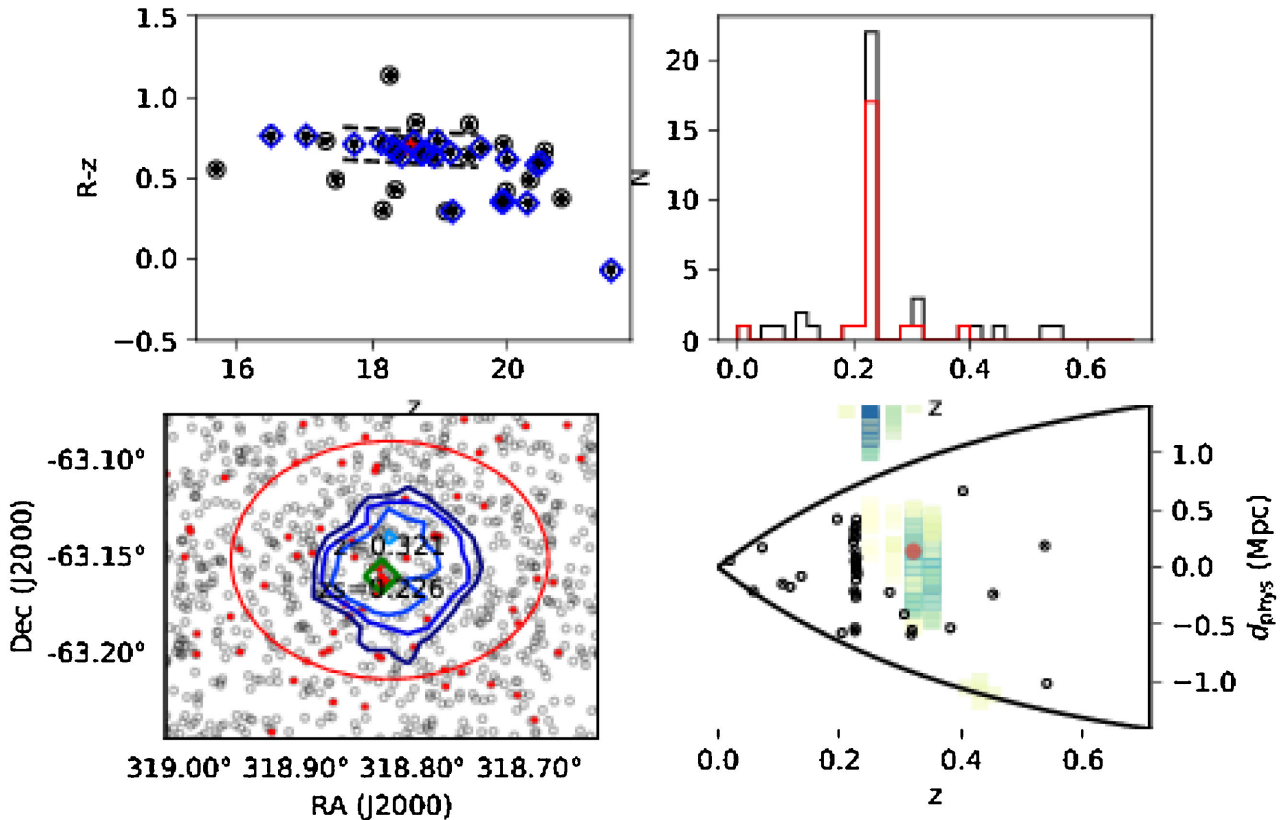 1.5
1.0
0.5
0.0
−0.5
R-z
16 18 20
z
20
15
10
5
0
N
0.0 0.2 0.4 0.6
z
-63.10°
-63.15°
-63.20°
Dec (J2000)
z=0.321
zs=0.226
319.00° 318.90° 318.80° 318.70°
RA (J2000)
1.0
0.5
0.0
−0.5
−1.0
d_phys (Mpc)
0.0 0.2 0.4 0.6
z